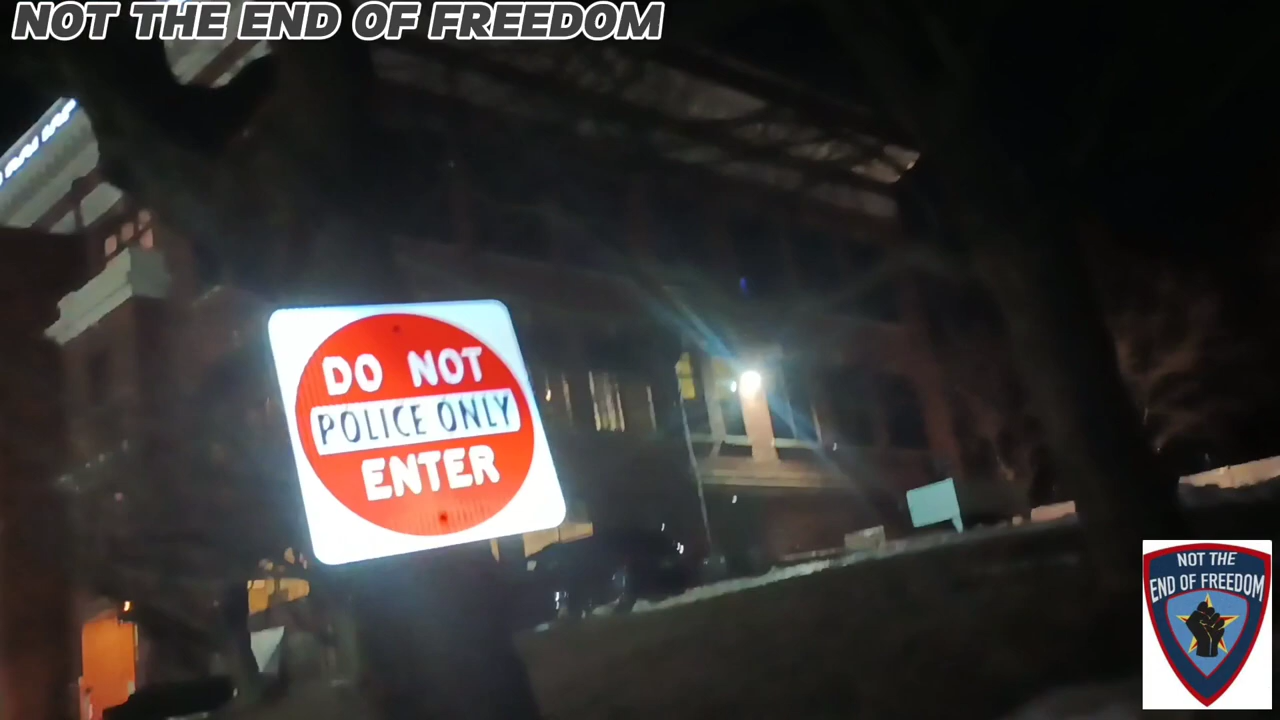 NOT THE END OF FREEDOM
DO NOT
POLICE ONLY
ENTER
NOT THE
END OF FREEDOM